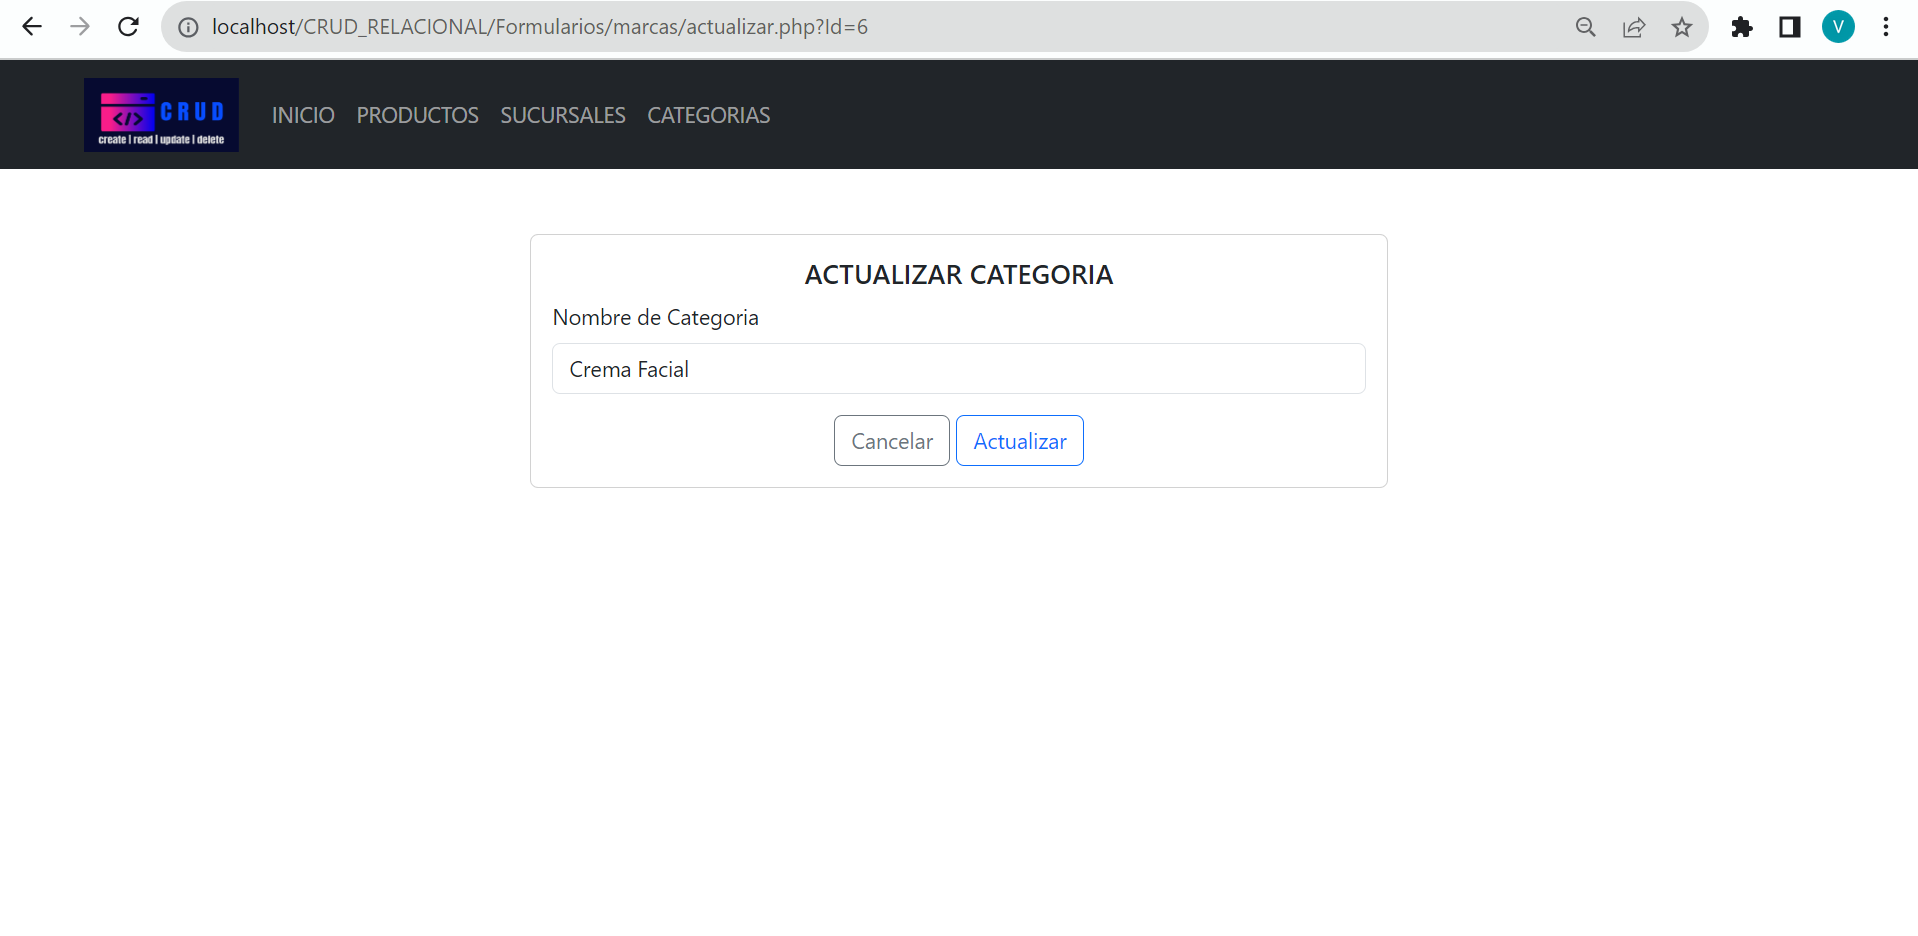 localhost/CRUD_RELACIONAL/Formularios/marcas/actualizar.php?Id=6
V
</> CRUD
create | read | update | delete
INICIO PRODUCTOS SUCURSALES CATEGORIAS
ACTUALIZAR CATEGORIA
Nombre de Categoria
Crema Facial
Cancelar Actualizar